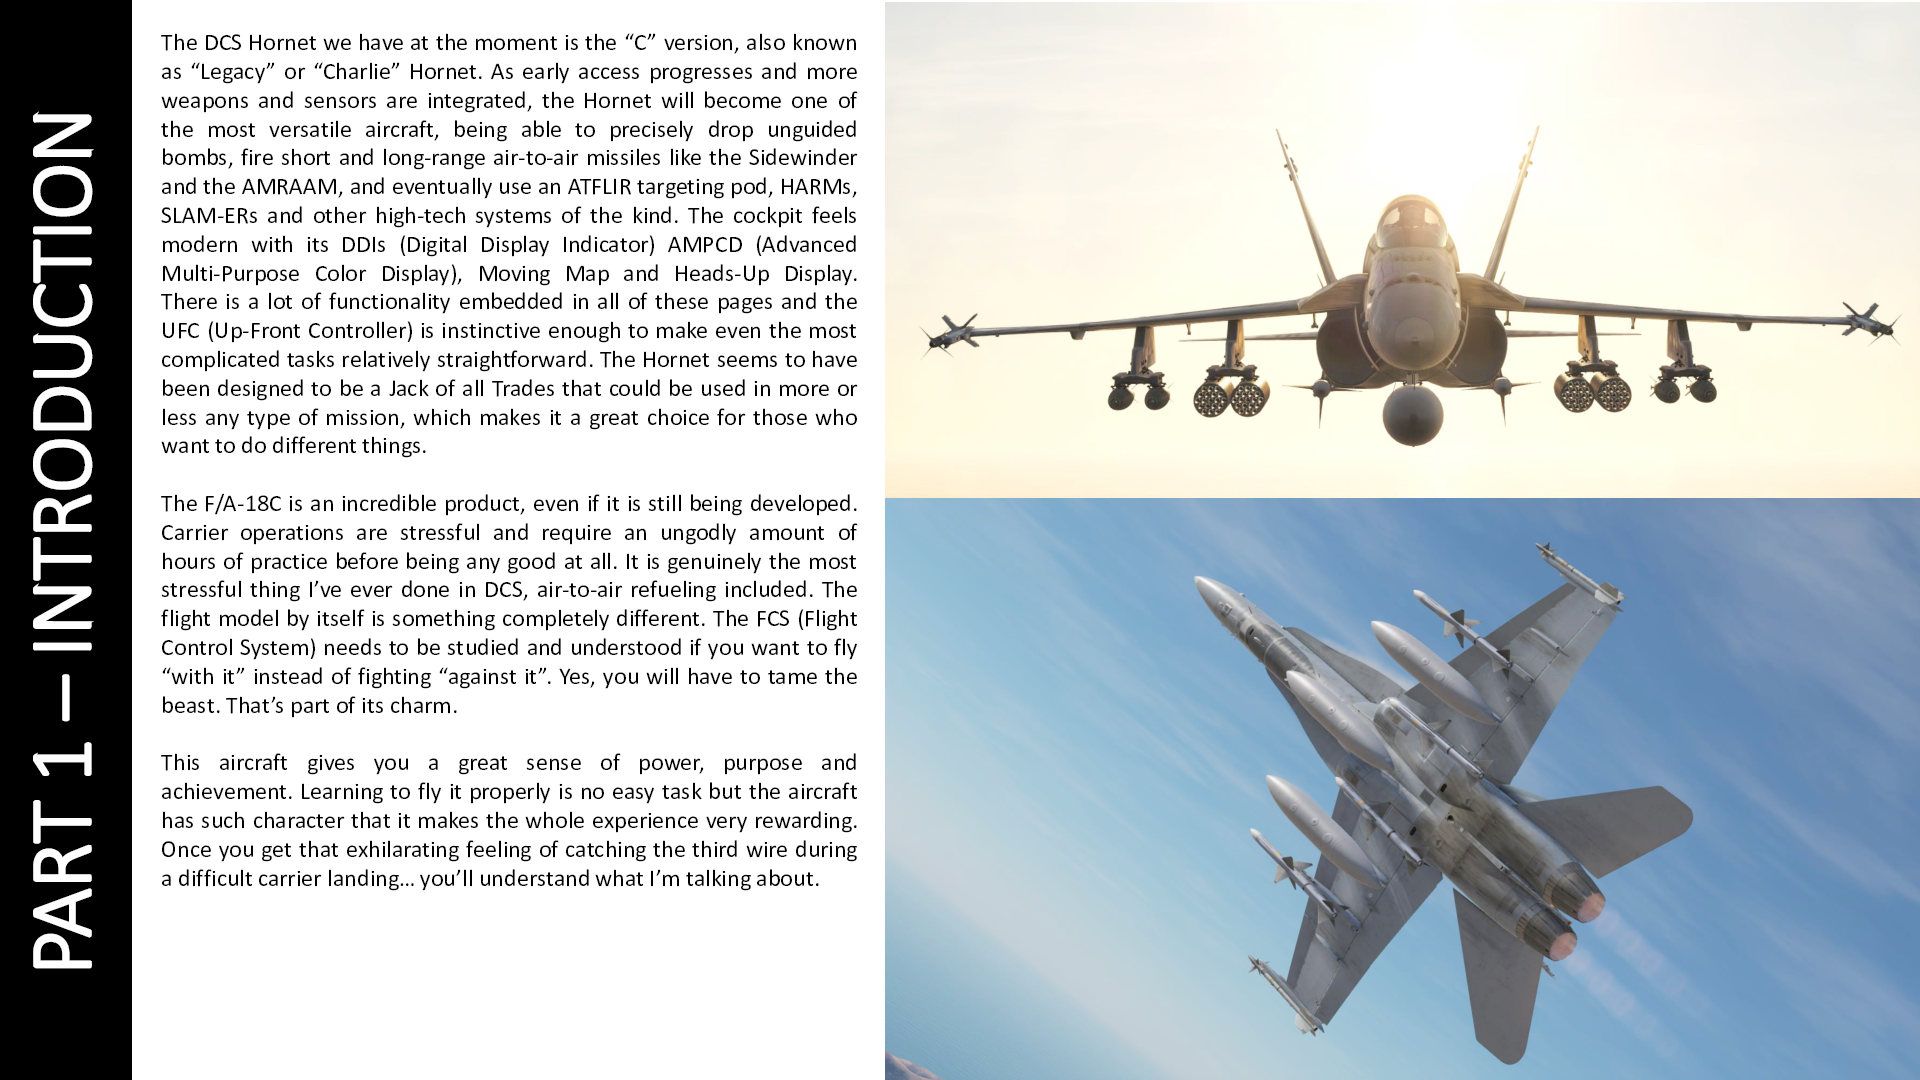 PART 1 – INTRODUCTION
The DCS Hornet we have at the moment is the “C” version, also known
as “Legacy” or “Charlie” Hornet. As early access progresses and more
weapons and sensors are integrated, the Hornet will become one of
the most versatile aircraft, being able to precisely drop unguided
bombs, fire short and long-range air-to-air missiles like the Sidewinder
and the AMRAAM, and eventually use an ATFLIR targeting pod, HARMs,
SLAM-ERs and other high-tech systems of the kind. The cockpit feels
modern with its DDIs (Digital Display Indicator) AMPCD (Advanced
Multi-Purpose Color Display), Moving Map and Heads-Up Display.
There is a lot of functionality embedded in all of these pages and the
UFC (Up-Front Controller) is instinctive enough to make even the most
complicated tasks relatively straightforward. The Hornet seems to have
been designed to be a Jack of all Trades that could be used in more or
less any type of mission, which makes it a great choice for those who
want to do different things.
The F/A-18C is an incredible product, even if it is still being developed.
Carrier operations are stressful and require an ungodly amount of
hours of practice before being any good at all. It is genuinely the most
stressful thing I’ve ever done in DCS, air-to-air refueling included. The
flight model by itself is something completely different. The FCS (Flight
Control System) needs to be studied and understood if you want to fly
“with it” instead of fighting “against it”. Yes, you will have to tame the
beast. That’s part of its charm.
This aircraft gives you a great sense of power, purpose and
achievement. Learning to fly it properly is no easy task but the aircraft
has such character that it makes the whole experience very rewarding.
Once you get that exhilarating feeling of catching the third wire during
a difficult carrier landing… you’ll understand what I’m talking about.